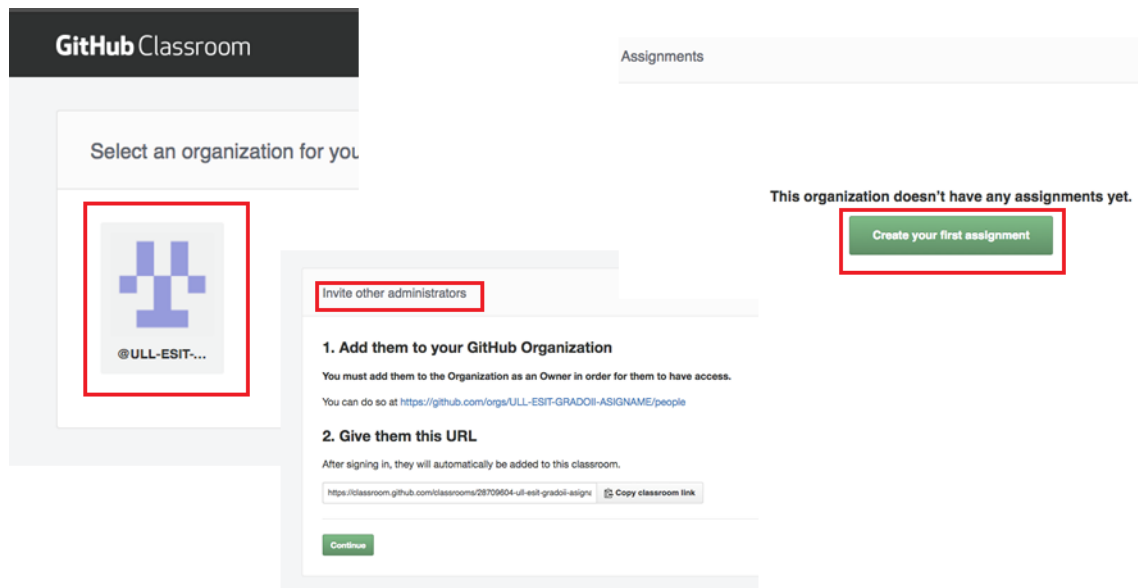 GitHub Classroom
Select an organization for you
@ULL-ESIT-...
Invite other administrators
1. Add them to your GitHub Organization
You must add them to the Organization as an Owner in order for them to have access.
You can do so at https://github.com/orgs/ULL-ESIT-GRADOII-ASIGNAME/people
2. Give them this URL
After signing in, they will automatically be added to this classroom.
https://classroom.github.com/classrooms/28709604-ull-esit-gradoii-asigna
Copy classroom link
Continue
Assignments
This organization doesn't have any assignments yet.
Create your first assignment